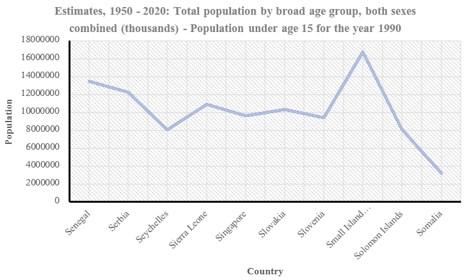 Estimates, 1950 - 2020: Total population by broad age group, both sexes
combined (thousands) - Population under age 15 for the year 1990
18000000
16000000
14000000
12000000
10000000
8000000
6000000
4000000
2000000
0
Population
Senegal
Serbia
Seychelles
Sierra Leone
Singapore
Slovakia
Slovenia
Small Island…
Solomon Islands
Somalia
Country